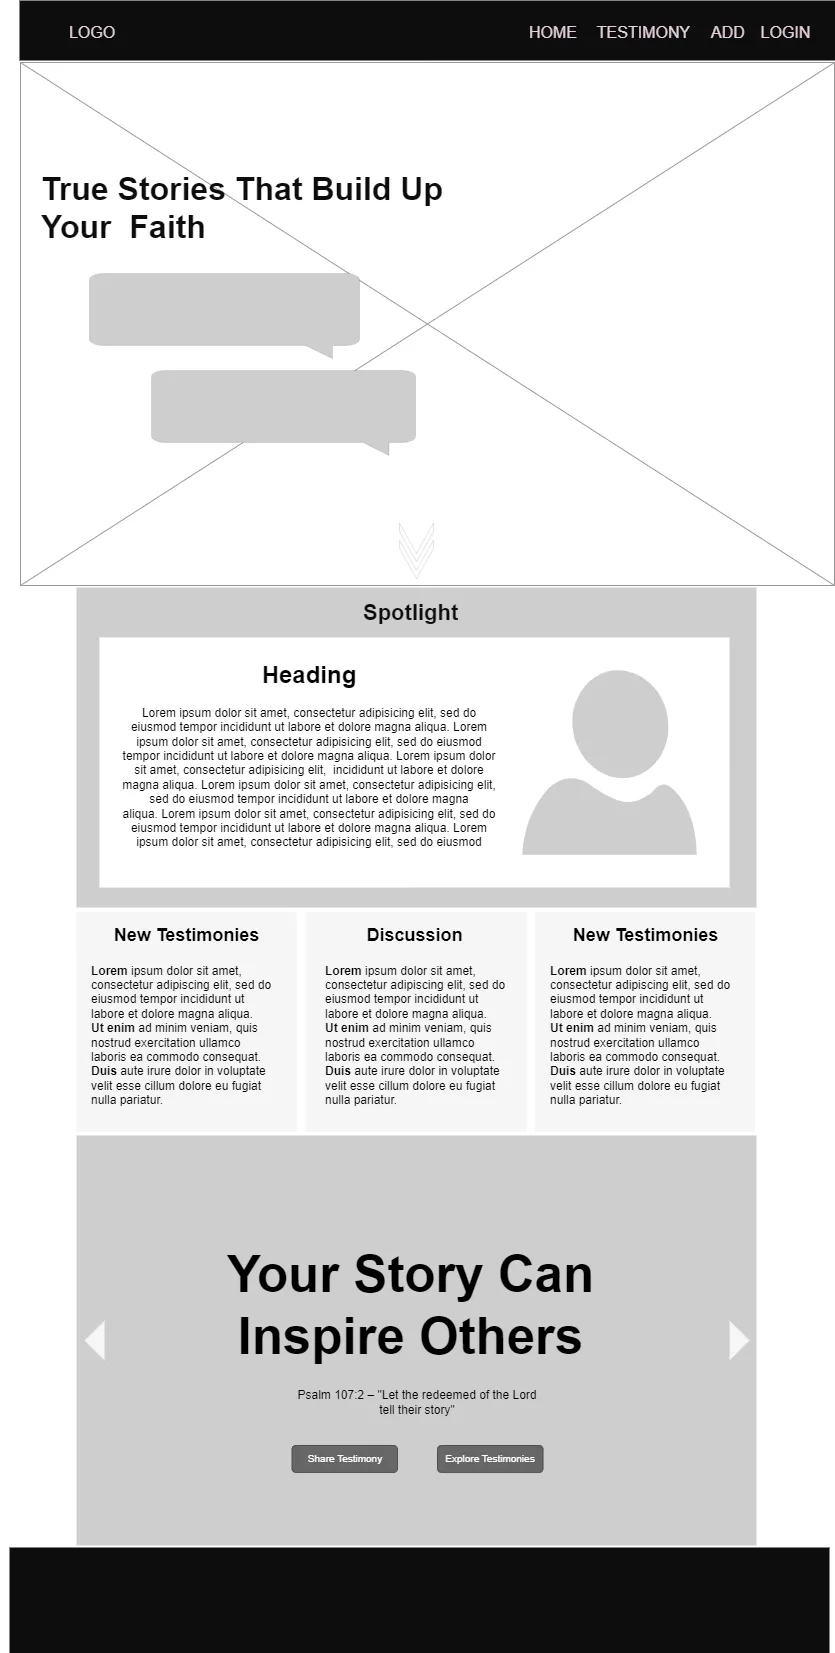 LOGO HOME TESTIMONY ADD LOGIN
True Stories That Build Up
Your  Faith
Spotlight
Heading
Lorem ipsum dolor sit amet, consectetur adipisicing elit, sed do
eiusmod tempor incididunt ut labore et dolore magna aliqua. Lorem
ipsum dolor sit amet, consectetur adipisicing elit, sed do eiusmod
tempor incididunt ut labore et dolore magna aliqua. Lorem ipsum dolor
sit amet, consectetur adipisicing elit,  incididunt ut labore et dolore
magna aliqua. Lorem ipsum dolor sit amet, consectetur adipisicing elit,
sed do eiusmod tempor incididunt ut labore et dolore magna
aliqua. Lorem ipsum dolor sit amet, consectetur adipisicing elit, sed do
eiusmod tempor incididunt ut labore et dolore magna aliqua. Lorem
ipsum dolor sit amet, consectetur adipisicing elit, sed do eiusmod
New Testimonies
Lorem ipsum dolor sit amet,
consectetur adipiscing elit, sed do
eiusmod tempor incididunt ut
labore et dolore magna aliqua.
Ut enim ad minim veniam, quis
nostrud exercitation ullamco
laboris ea commodo consequat.
Duis aute irure dolor in voluptate
velit esse cillum dolore eu fugiat
nulla pariatur.
Discussion
Lorem ipsum dolor sit amet,
consectetur adipiscing elit, sed do
eiusmod tempor incididunt ut
labore et dolore magna aliqua.
Ut enim ad minim veniam, quis
nostrud exercitation ullamco
laboris ea commodo consequat.
Duis aute irure dolor in voluptate
velit esse cillum dolore eu fugiat
nulla pariatur.
New Testimonies
Lorem ipsum dolor sit amet,
consectetur adipiscing elit, sed do
eiusmod tempor incididunt ut
labore et dolore magna aliqua.
Ut enim ad minim veniam, quis
nostrud exercitation ullamco
laboris ea commodo consequat.
Duis aute irure dolor in voluptate
velit esse cillum dolore eu fugiat
nulla pariatur.
Your Story Can
Inspire Others
Psalm 107:2 – "Let the redeemed of the Lord
tell their story"
Share Testimony Explore Testimonies